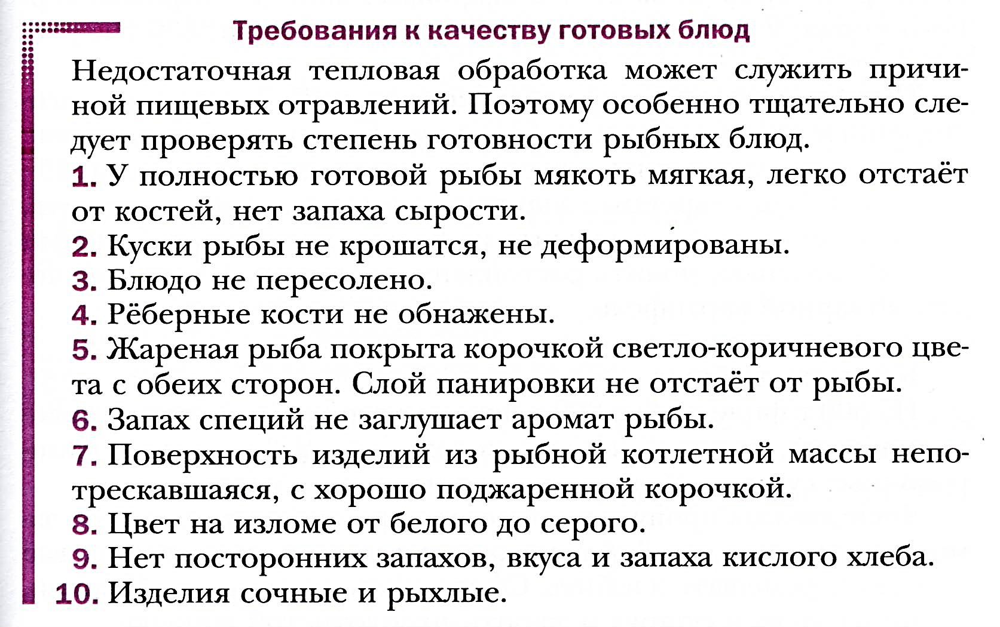 Требования к качеству готовых блюд
Недостаточная тепловая обработка может служить причи-
ной пищевых отравлений. Поэтому особенно тщательно сле-
дует проверять степень готовности рыбных блюд.
1. У полностью готовой рыбы мякоть мягкая, легко отстаёт
от костей, нет запаха сырости.
2. Куски рыбы не крошатся, не деформированы.
3. Блюдо не пересолено.
4. Рёберные кости не обнажены.
5. Жареная рыба покрыта корочкой светло-коричневого цве-
та с обеих сторон. Слой панировки не отстаёт от рыбы.
6. Запах специй не заглушает аромат рыбы.
7. Поверхность изделий из рыбной котлетной массы непо-
трескавшаяся, с хорошо поджаренной корочкой.
8. Цвет на изломе от белого до серого.
9. Нет посторонних запахов, вкуса и запаха кислого хлеба.
10. Изделия сочные и рыхлые.